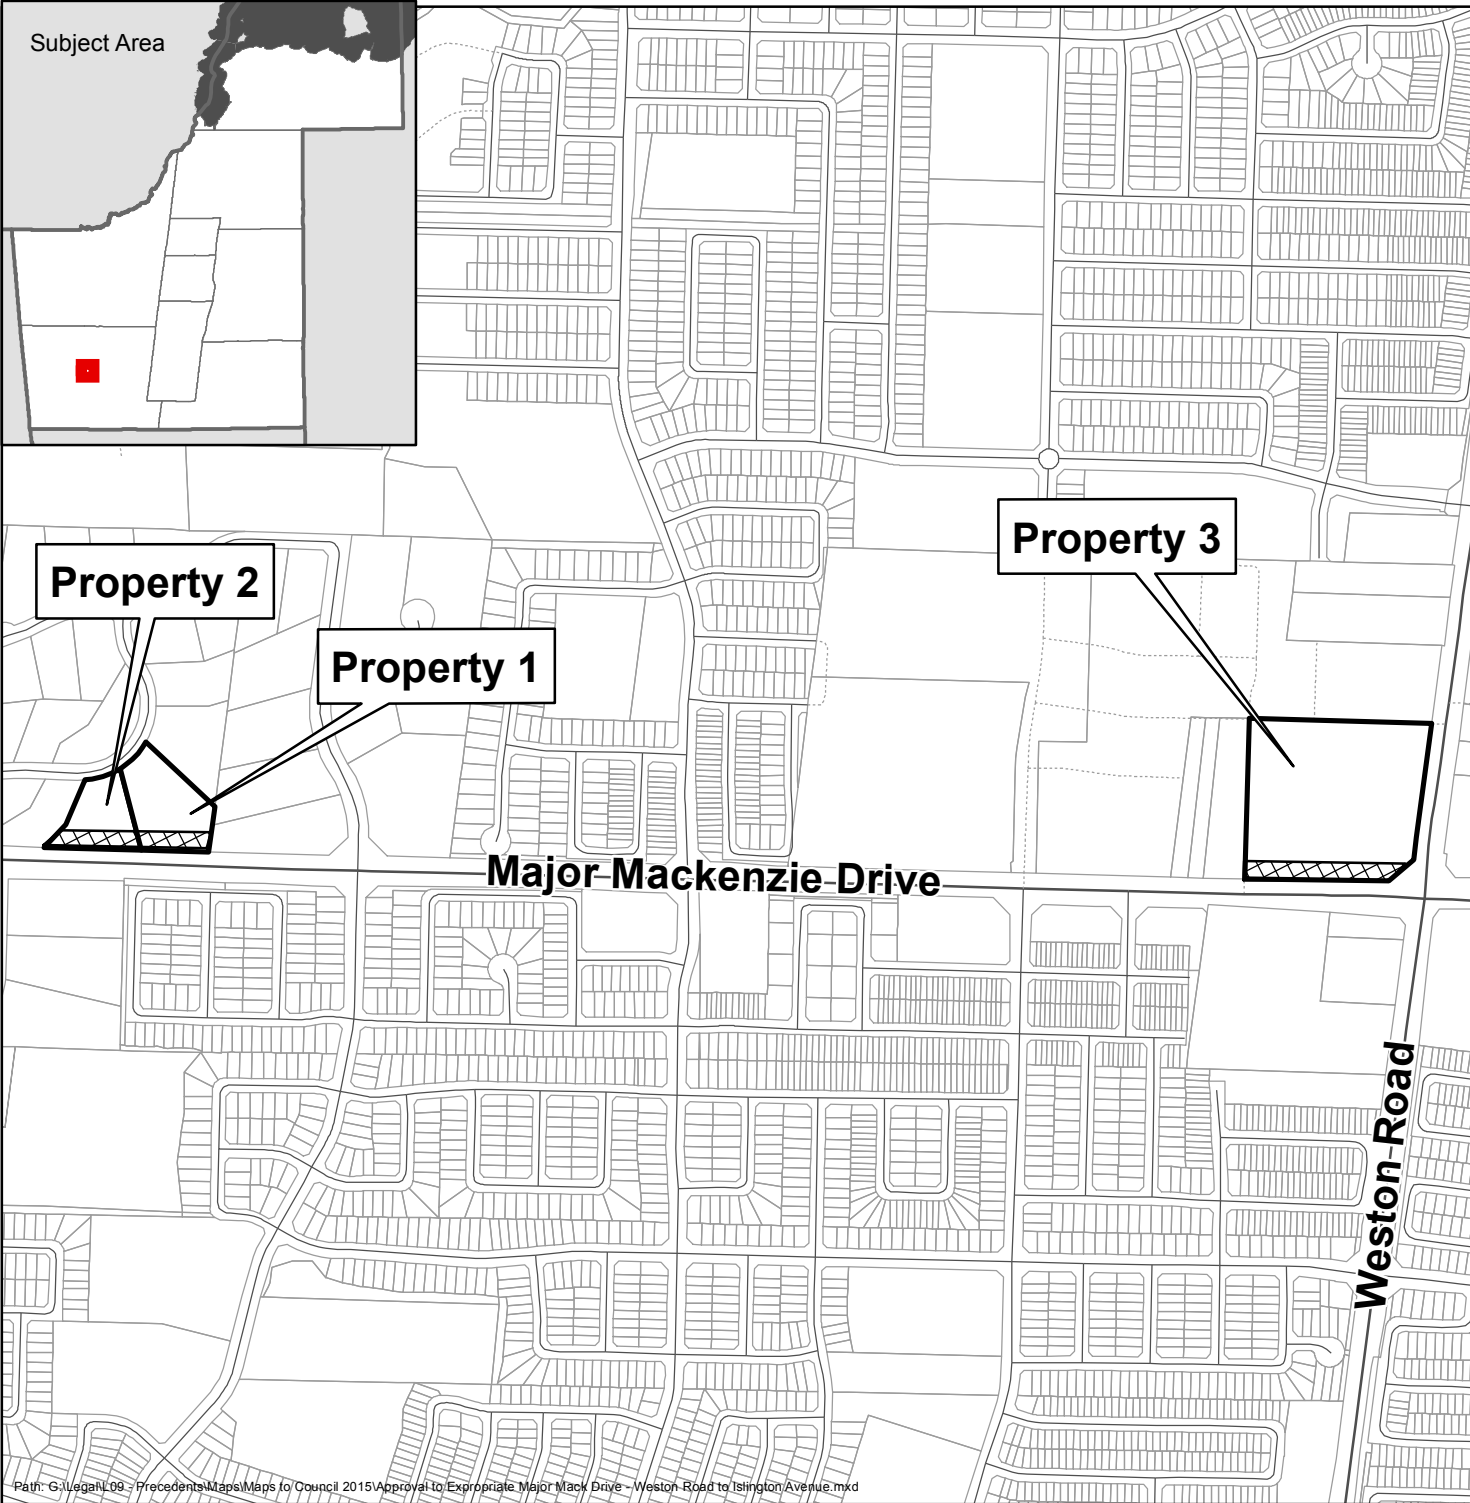 Subject Area
Property 3
Property 2
Property 1
Major Mackenzie Drive
Weston Road
Path: G:\Legal\L09 - Precedents\Maps\Maps to Council 2015\Approval to Expropriate Major Mack Drive - Weston Road to Islington Avenue.mxd